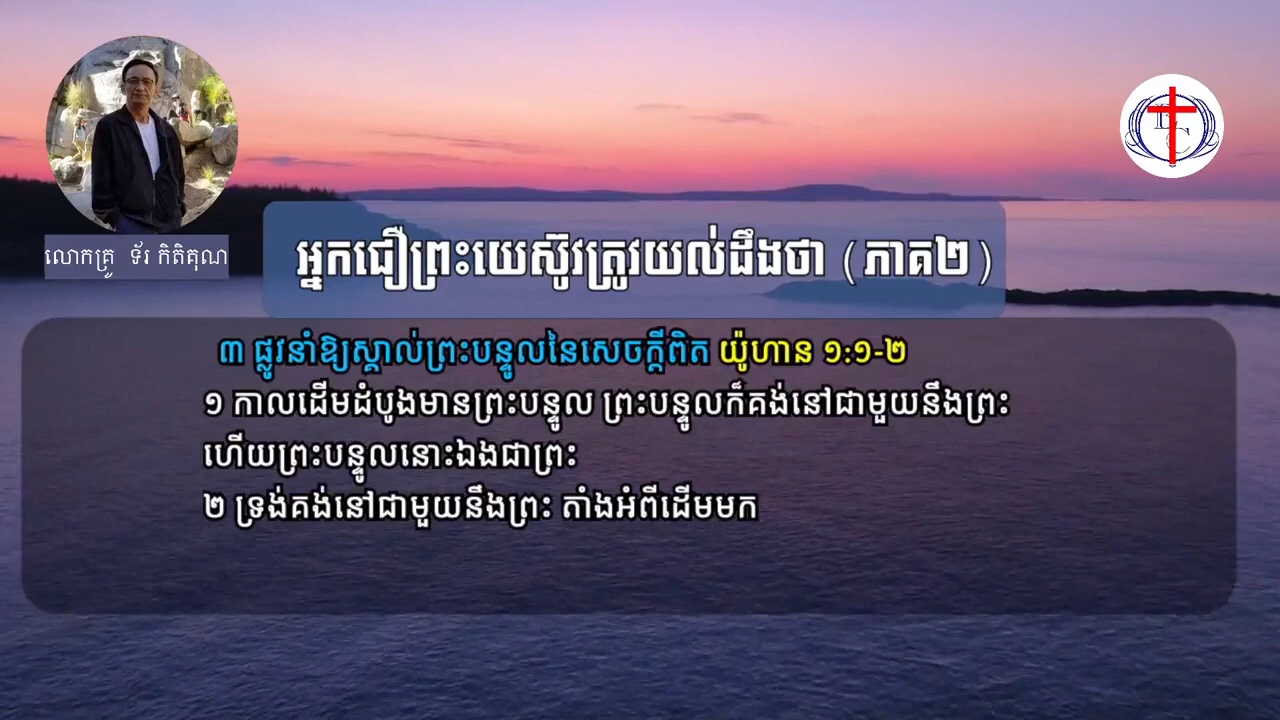 លោកគ្រូ ទ័រ កិតិគុណ
អ្នកជឿព្រះយេស៊ូវត្រូវយល់ដឹងថា (ភាគ២)
៣ ផ្លូវនាំឱ្យស្គាល់ព្រះបន្ទូលនៃសេចក្តីពិត យ៉ូហាន ១:១-២
១ កាលដើមដំបូងមានព្រះបន្ទូល ព្រះបន្ទូលក៏គង់នៅជាមួយនឹងព្រះ
ហើយព្រះបន្ទូលនោះឯងជាព្រះ
២ ទ្រង់គង់នៅជាមួយនឹងព្រះ តាំងអំពីដើមមក